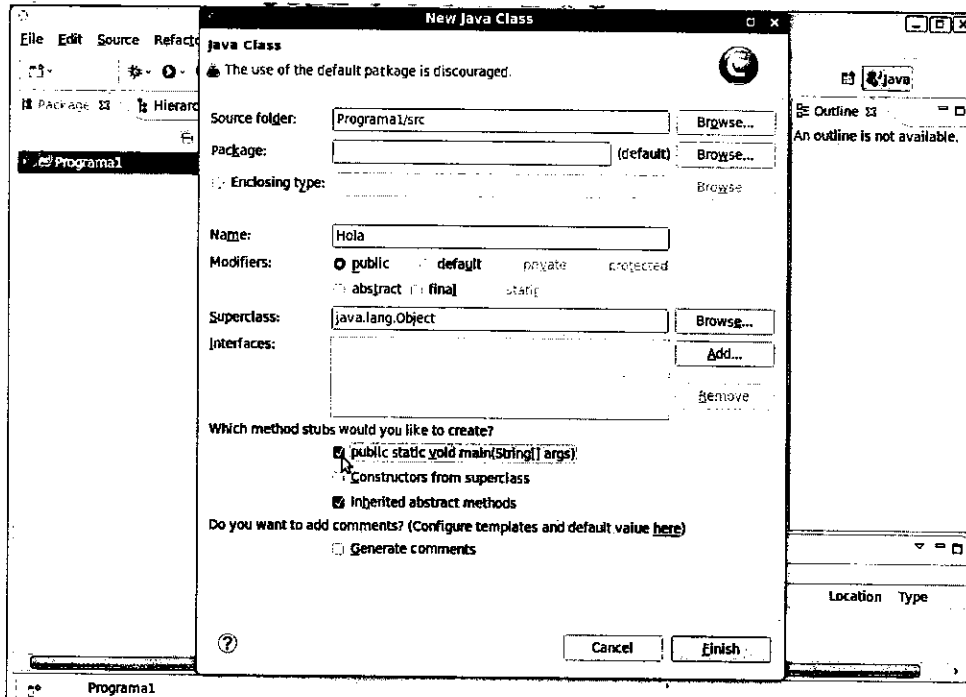 New Java Class
File Edit Source Refacto
Java Class
The use of the default package is discouraged.
Java
Package Hierarc
Outline
An outline is not available.
Programa1
Source folder: Programa1/src Browse...
Package: (default) Browse...
Enclosing type: Browse
Name: Hola
Modifiers: public default private protected
abstract final static
Superclass: java.lang.Object Browse...
Interfaces: Add...
Remove
Which method stubs would you like to create?
public static void main(String[] args)
Constructors from superclass
Inherited abstract methods
Do you want to add comments? (Configure templates and default value here)
Generate comments
Location Type
? Cancel Finish
Programa1